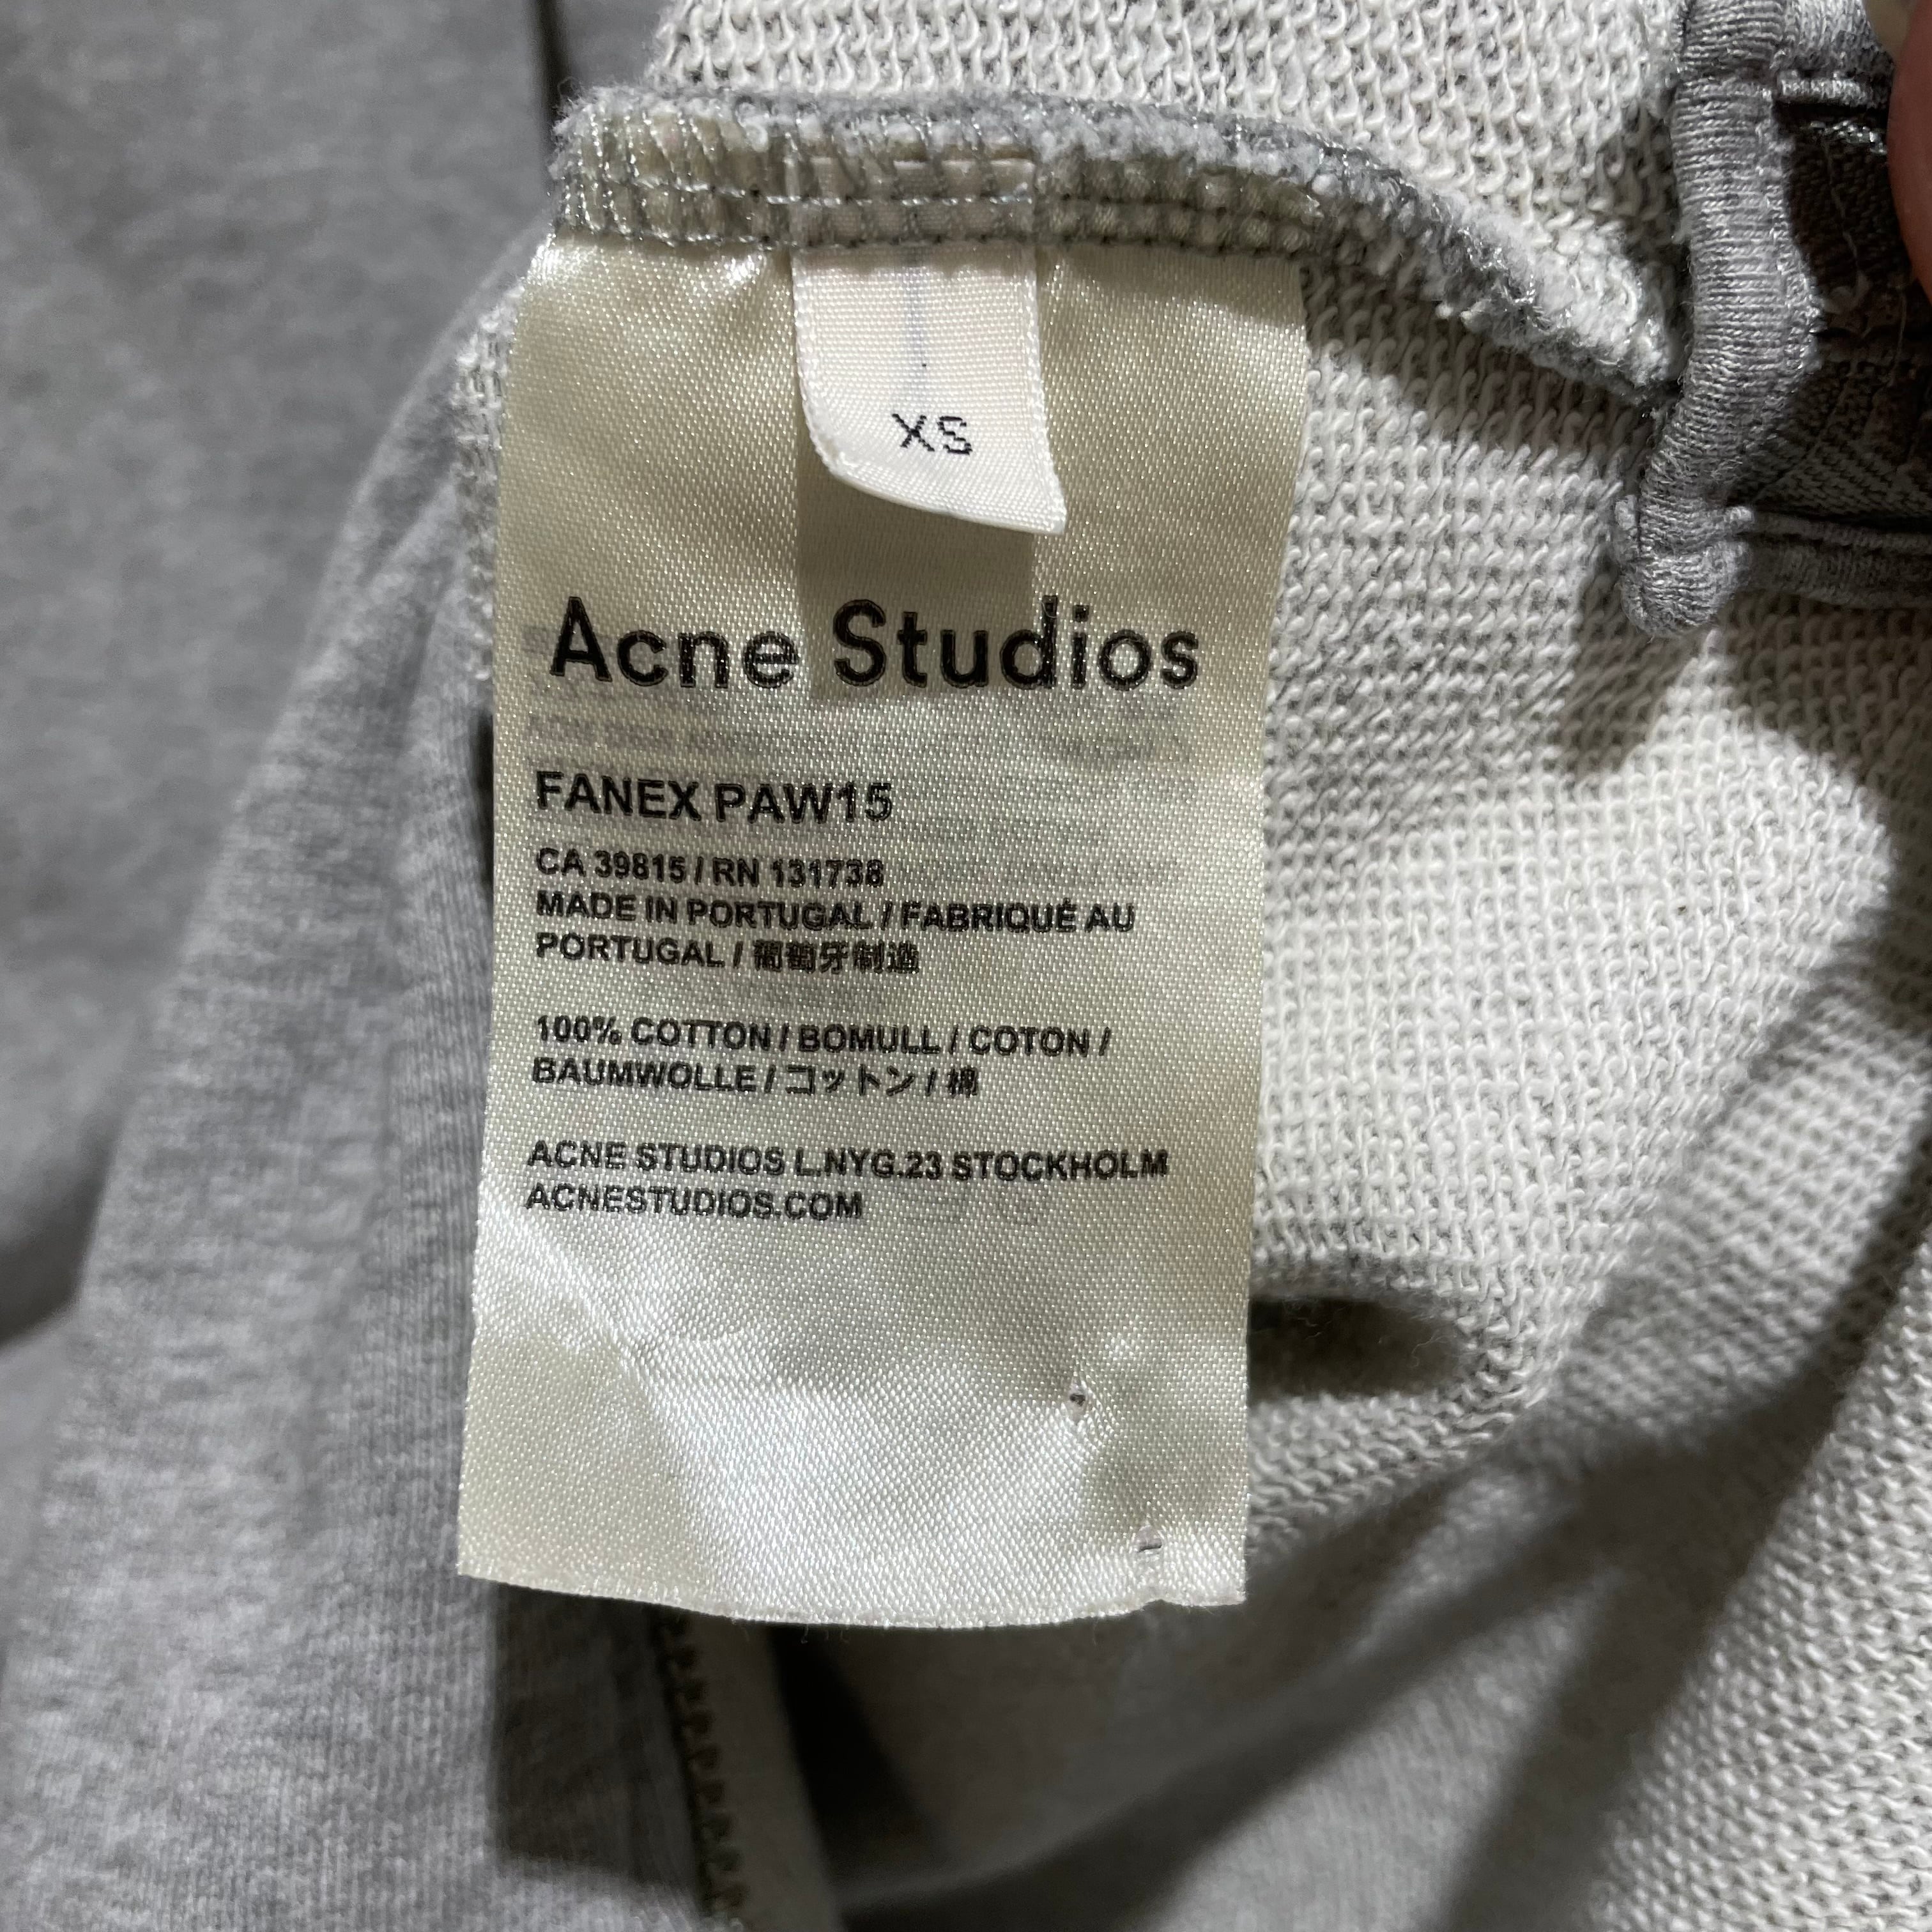 XS
Acne Studios
FANEX PAW15
CA 39815 / RN 131738
MADE IN PORTUGAL / FABRIQUÉ AU
PORTUGAL / 葡萄牙制造
100% COTTON / BOMULL / COTON /
BAUMWOLLE / コットン / 棉
ACNE STUDIOS L.NYG.23 STOCKHOLM
ACNESTUDIOS.COM